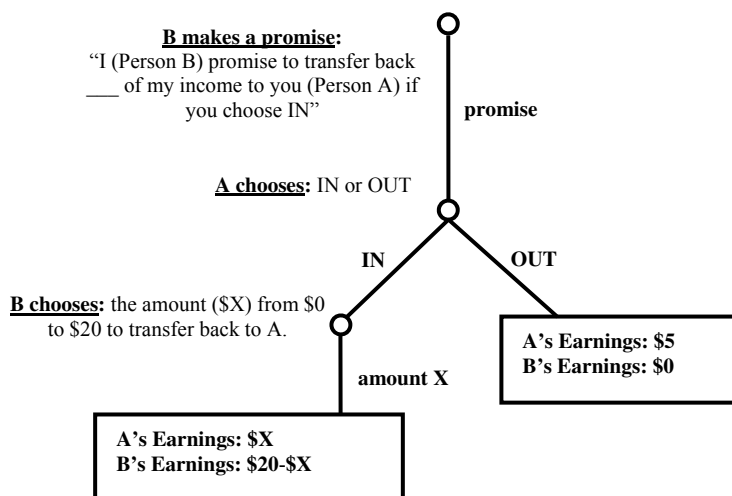 B makes a promise:
“I (Person B) promise to transfer back
___ of my income to you (Person A) if
you choose IN”
promise
A chooses: IN or OUT
IN
OUT
B chooses: the amount ($X) from $0
to $20 to transfer back to A.
A’s Earnings: $5
B’s Earnings: $0
amount X
A’s Earnings: $X
B’s Earnings: $20-$X